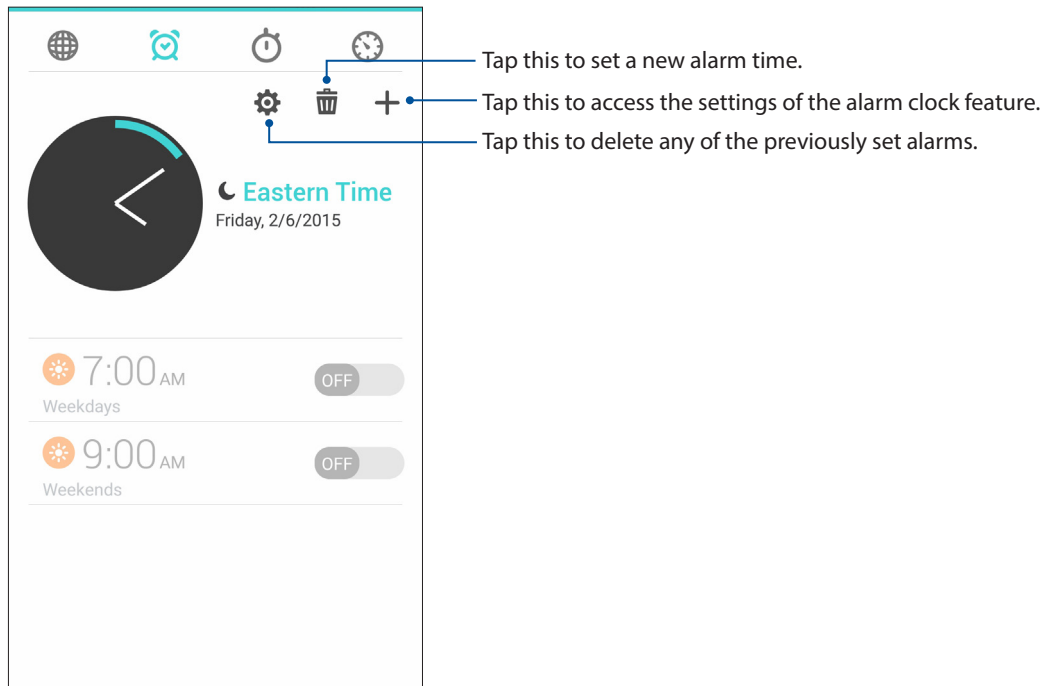 Tap this to set a new alarm time.
Tap this to access the settings of the alarm clock feature.
Tap this to delete any of the previously set alarms.
Eastern Time
Friday, 2/6/2015
7:00 AM
OFF
Weekdays
9:00 AM
OFF
Weekends